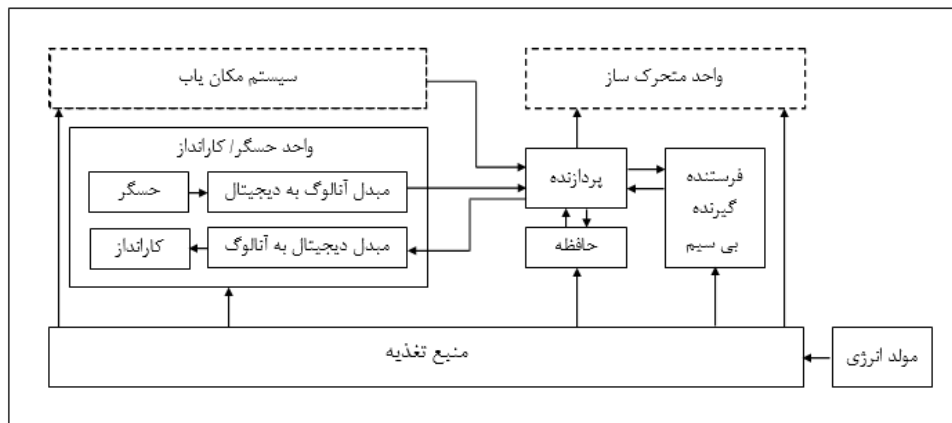 واحد متحرک ساز
سیستم مکان یاب
واحد حسگر/ کارانداز
حسگر
مبدل آنالوگ به دیجیتال
کارانداز
مبدل دیجیتال به آنالوگ
پردازنده
حافظه
فرستنده
گیرنده
بی سیم
منبع تغذیه
مولد انرژی